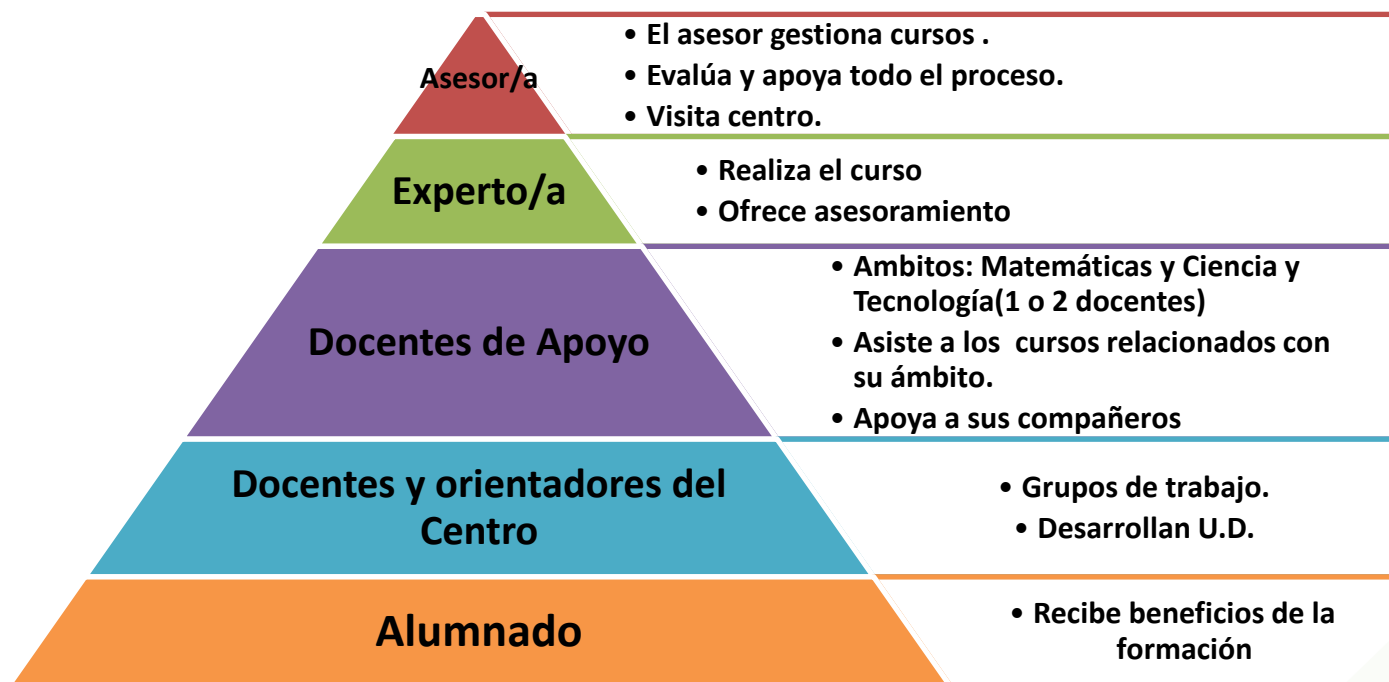 Asesor/a
• El asesor gestiona cursos .
• Evalúa y apoya todo el proceso.
• Visita centro.
Experto/a
• Realiza el curso
• Ofrece asesoramiento
Docentes de Apoyo
• Ambitos: Matemáticas y Ciencia y
Tecnología(1 o 2 docentes)
• Asiste a los cursos relacionados con
su ámbito.
• Apoya a sus compañeros
Docentes y orientadores del
Centro
• Grupos de trabajo.
• Desarrollan U.D.
Alumnado
• Recibe beneficios de la
formación